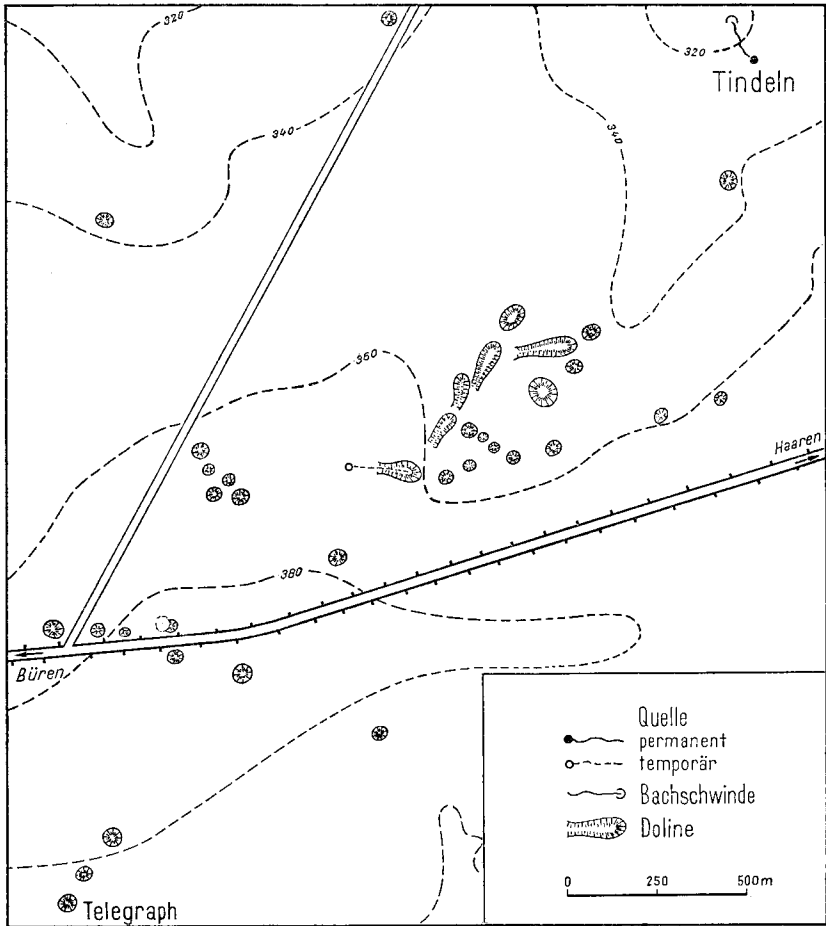 320
320
Tindeln
340
340
360
Haaren
380
Büren
Quelle
permanent
temporär
Bachschwinde
Doline
0 250 500m
Telegraph